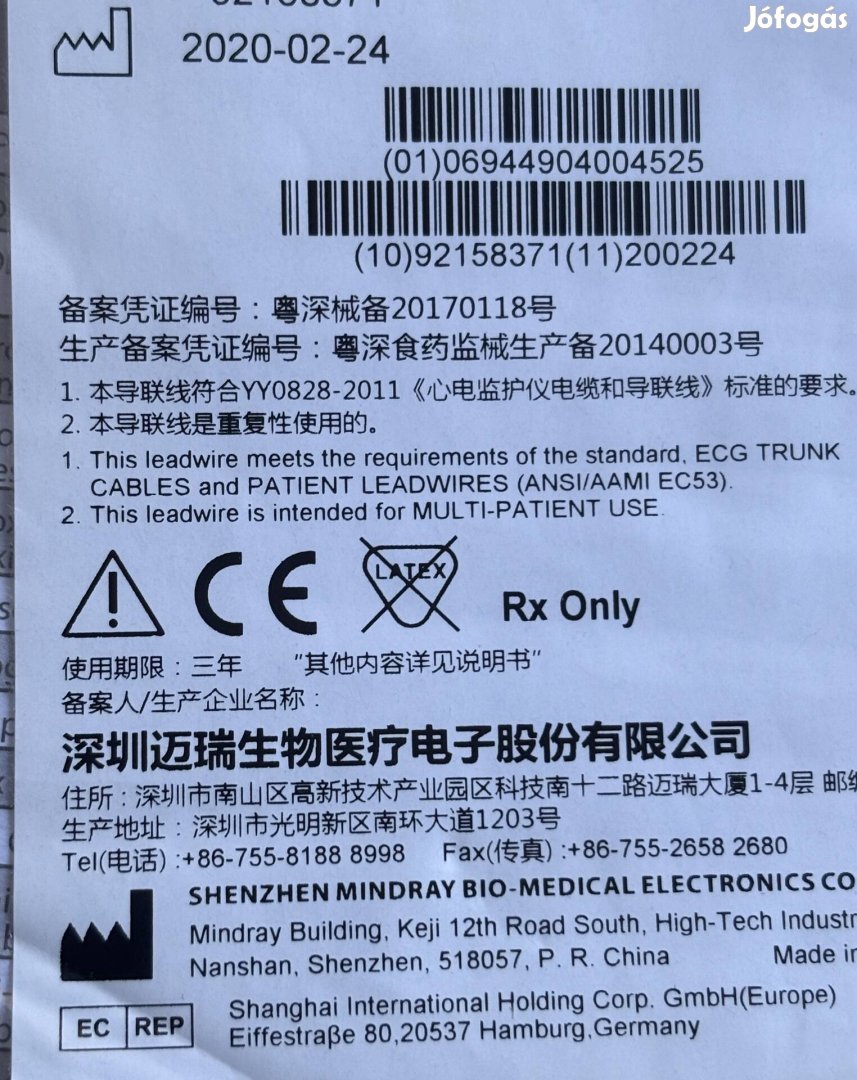 Jófogás
2020-02-24
(01)06944904004525
(10)92158371(11)200224
备案凭证编号：粤深械备20170118号
生产备案凭证编号：粤深食药监械生产备20140003号
1. 本导联线符合YY0828-2011《心电监护仪电缆和导联线》标准的要求。
2. 本导联线是重复性使用的。
1. This leadwire meets the requirements of the standard, ECG TRUNK
CABLES and PATIENT LEADWIRES (ANSI/AAMI EC53).
2. This leadwire is intended for MULTI-PATIENT USE.
CE
LATEX
Rx Only
使用期限：三年 "其他内容详见说明书"
备案人/生产企业名称：
深圳迈瑞生物医疗电子股份有限公司
住所：深圳市南山区高新技术产业园区科技南十二路迈瑞大厦1-4层 邮编
生产地址：深圳市光明新区南环大道1203号
Tel(电话) :+86-755-8188 8998 Fax(传真) :+86-755-2658 2680
SHENZHEN MINDRAY BIO-MEDICAL ELECTRONICS CO
Mindray Building, Keji 12th Road South, High-Tech Industr
Nanshan, Shenzhen, 518057, P. R. China Made in
EC REP
Shanghai International Holding Corp. GmbH(Europe)
Eiffestraβe 80,20537 Hamburg,Germany